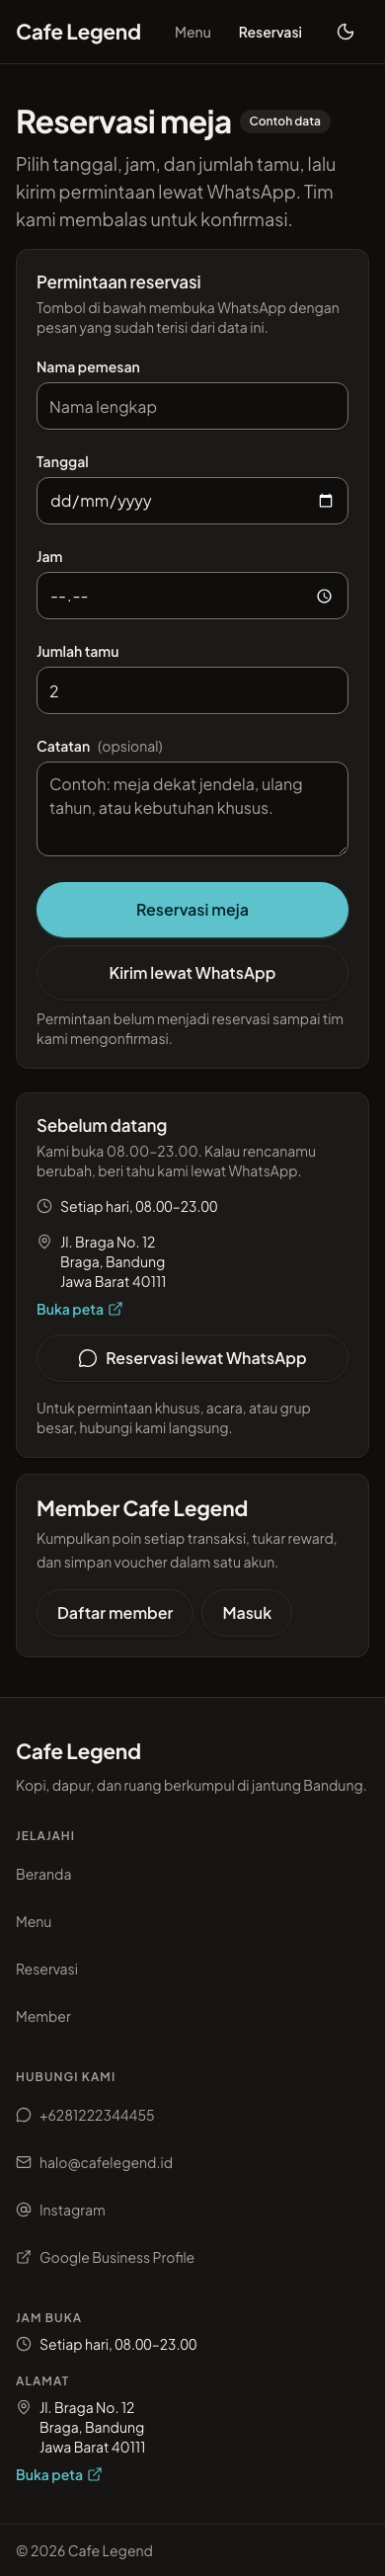 Cafe Legend
Menu
Reservasi
Reservasi meja
Contoh data
Pilih tanggal, jam, dan jumlah tamu, lalu
kirim permintaan lewat WhatsApp. Tim
kami membalas untuk konfirmasi.
Permintaan reservasi
Tombol di bawah membuka WhatsApp dengan
pesan yang sudah terisi dari data ini.
Nama pemesan
Nama lengkap
Tanggal
dd/mm/yyyy
Jam
--.--
Jumlah tamu
2
Catatan (opsional)
Contoh: meja dekat jendela, ulang
tahun, atau kebutuhan khusus.
Reservasi meja
Kirim lewat WhatsApp
Permintaan belum menjadi reservasi sampai tim
mengonfirmasi.
Sebelum datang
Kami buka 08.00–23.00. Kalau rencanamu
berubah, beri tahu kami lewat WhatsApp.
Setiap hari, 08.00–23.00
Jl. Braga No. 12
Braga, Bandung
Jawa Barat 40111
Buka peta
Reservasi lewat WhatsApp
Untuk permintaan khusus, acara, atau grup
besar, hubungi kami langsung.
Member Cafe Legend
Kumpulkan poin setiap transaksi, tukar reward,
dan simpan voucher dalam satu akun.
Daftar member
Masuk
Cafe Legend
Kopi, dapur, dan ruang berkumpul di jantung Bandung.
JELAJAHI
Beranda
Menu
Reservasi
Member
HUBUNGI KAMI
+6281222344455
halo@cafelegend.id
Instagram
Google Business Profile
JAM BUKA
Setiap hari, 08.00–23.00
ALAMAT
Jl. Braga No. 12
Braga, Bandung
Jawa Barat 40111
Buka peta
© 2026 Cafe Legend